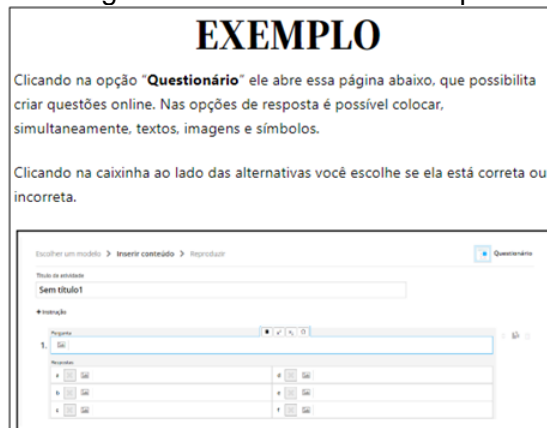 EXEMPLO
Clicando na opção "Questionário" ele abre essa página abaixo, que possibilita
criar questões online. Nas opções de resposta é possível colocar,
simultaneamente, textos, imagens e símbolos.
Clicando na caixinha ao lado das alternativas você escolhe se ela está correta ou
incorreta.
Escolher um modelo > Inserir conteúdo > Reproduzir
Questionário
Título da atividade
Sem título1
+ Instrução
Pergunta
1.
Respostas
a
d
b
e
c
f